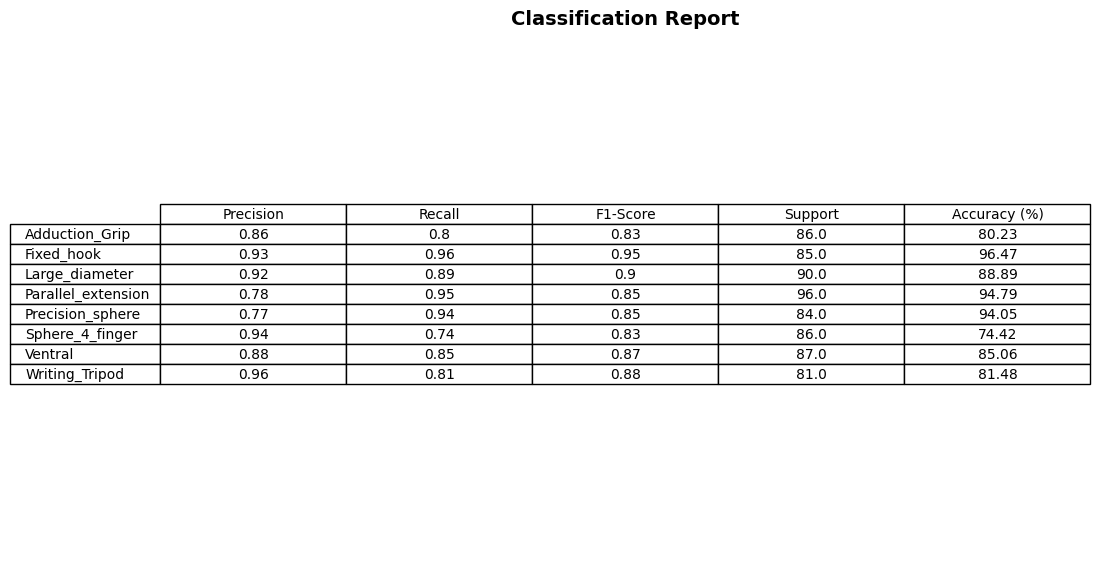 Classification Report
Precision Recall F1-Score Support Accuracy (%)
Adduction_Grip 0.86 0.8 0.83 86.0 80.23
Fixed_hook 0.93 0.96 0.95 85.0 96.47
Large_diameter 0.92 0.89 0.9 90.0 88.89
Parallel_extension 0.78 0.95 0.85 96.0 94.79
Precision_sphere 0.77 0.94 0.85 84.0 94.05
Sphere_4_finger 0.94 0.74 0.83 86.0 74.42
Ventral 0.88 0.85 0.87 87.0 85.06
Writing_Tripod 0.96 0.81 0.88 81.0 81.48